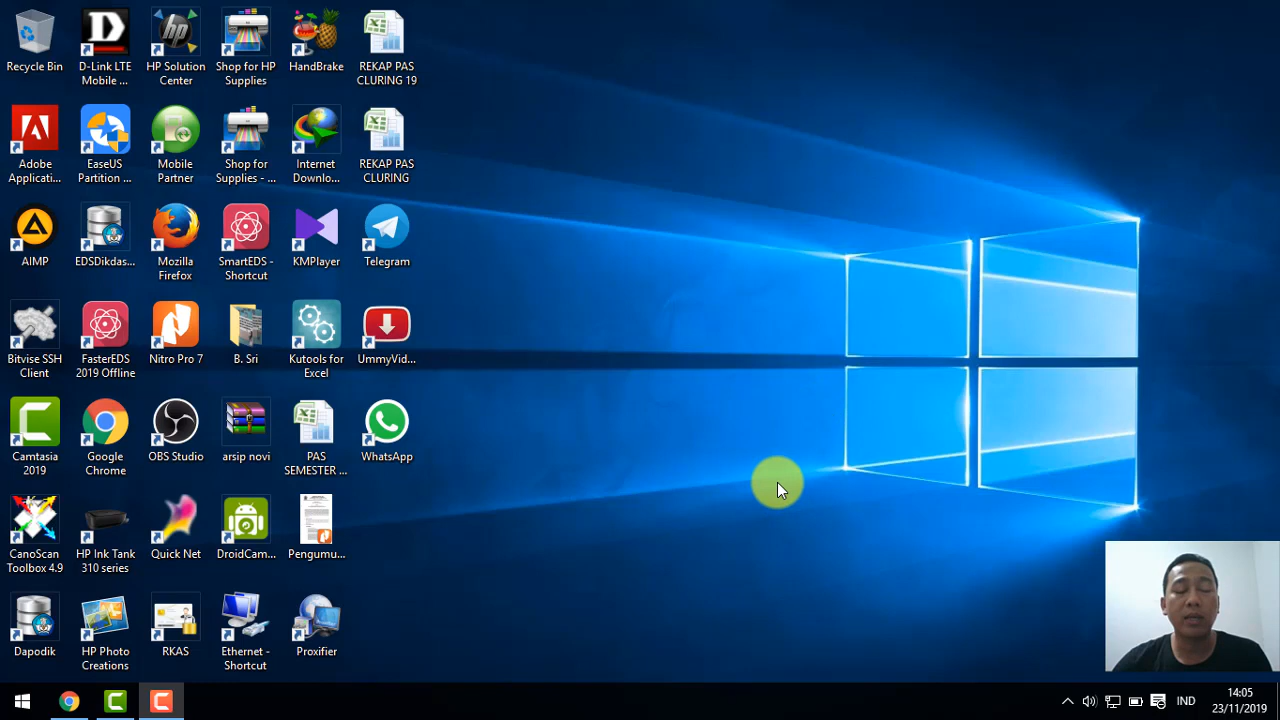 Recycle Bin
D-Link LTE
Mobile ...
HP Solution
Center
Shop for HP
Supplies
HandBrake
REKAP PAS
CLURING 19
Adobe
Applicati...
EaseUS
Partition ...
Mobile
Partner
Shop for
Supplies - ...
Internet
Downlo...
REKAP PAS
CLURING
AIMP
EDSDikdas...
Mozilla
Firefox
SmartEDS -
Shortcut
KMPlayer
Telegram
Bitvise SSH
Client
FasterEDS
2019 Offline
Nitro Pro 7
B. Sri
Kutools for
Excel
UmmyVid...
Camtasia
2019
Google
Chrome
OBS Studio
arsip novi
PAS
SEMESTER ...
WhatsApp
CanoScan
Toolbox 4.9
HP Ink Tank
310 series
Quick Net
DroidCam...
Pengumu...
Dapodik
HP Photo
Creations
RKAS
Ethernet -
Shortcut
Proxifier
IND
14:05
23/11/2019